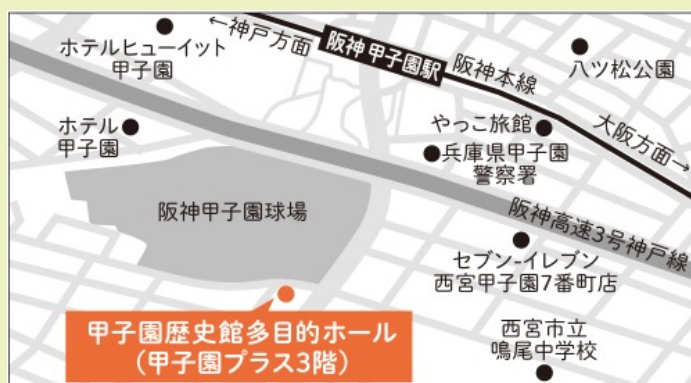 ←神戸方面
ホテルヒューイット
甲子園
阪神 甲子園駅
阪神本線
八ツ松公園
ホテル
甲子園
やっこ旅館
大阪方面→
兵庫県甲子園
警察署
阪神甲子園球場
阪神高速3号神戸線
セブン-イレブン
西宮甲子園7番町店
甲子園歴史館多目的ホール
（甲子園プラス3階）
西宮市立
鳴尾中学校